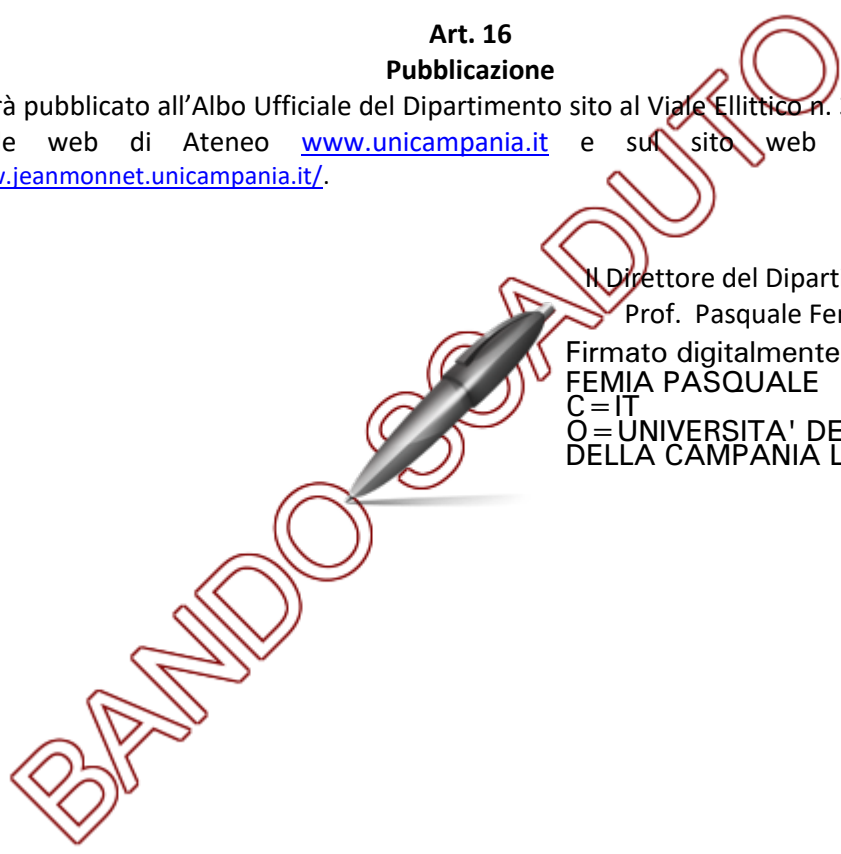 Art. 16
Pubblicazione
rà pubblicato all’Albo Ufficiale del Dipartimento sito al Viale Ellittico n.
e web di Ateneo www.unicampania.it e sul sito web
w.jeanmonnet.unicampania.it/.
Il Direttore del Dipart
Prof. Pasquale Fe
Firmato digitalmente
FEMIA PASQUALE
C=IT
O=UNIVERSITA' DE
DELLA CAMPANIA L
BANDO SCADUTO